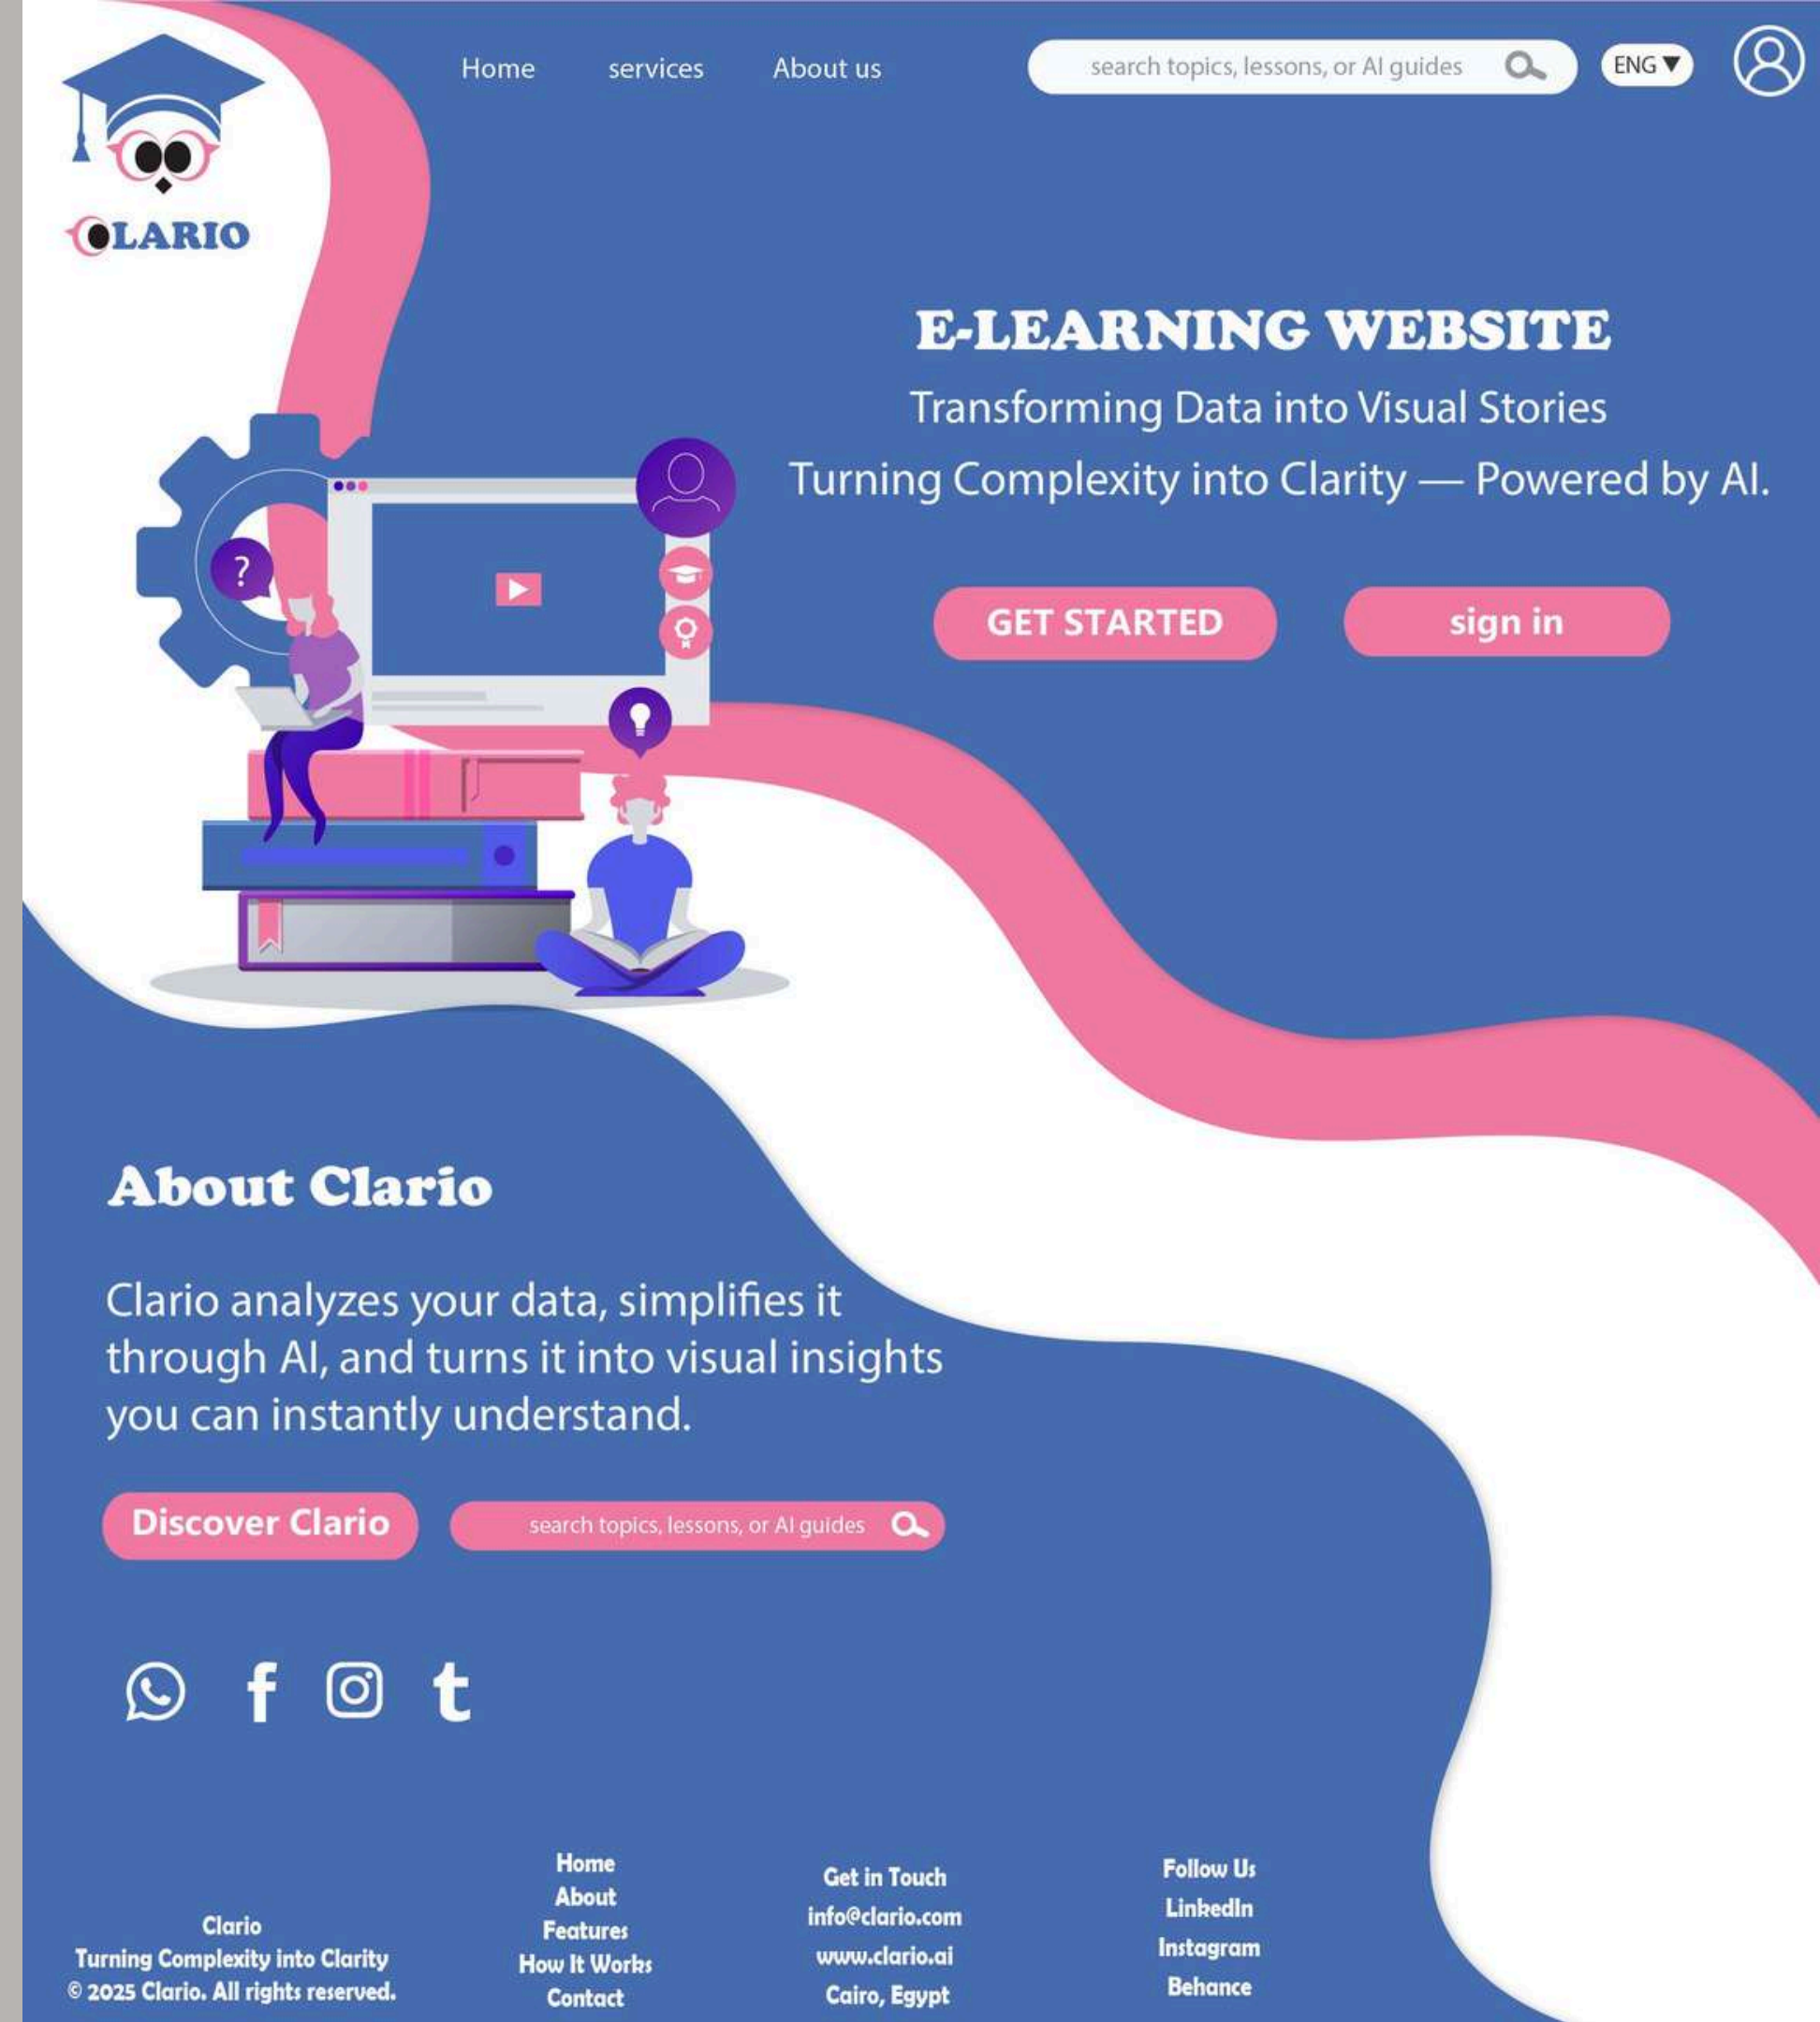 Home services About us search topics, lessons, or AI guides ENG ▼
CLARIO
E-LEARNING WEBSITE
Transforming Data into Visual Stories
Turning Complexity into Clarity — Powered by AI.
?
GET STARTED sign in
About Clario
Clario analyzes your data, simplifies it
through AI, and turns it into visual insights
you can instantly understand.
Discover Clario search topics, lessons, or AI guides
Clario
Turning Complexity into Clarity
© 2025 Clario. All rights reserved.
Home
About
Features
How It Works
Contact
Get in Touch
info@clario.com
www.clario.ai
Cairo, Egypt
Follow Us
LinkedIn
Instagram
Behance